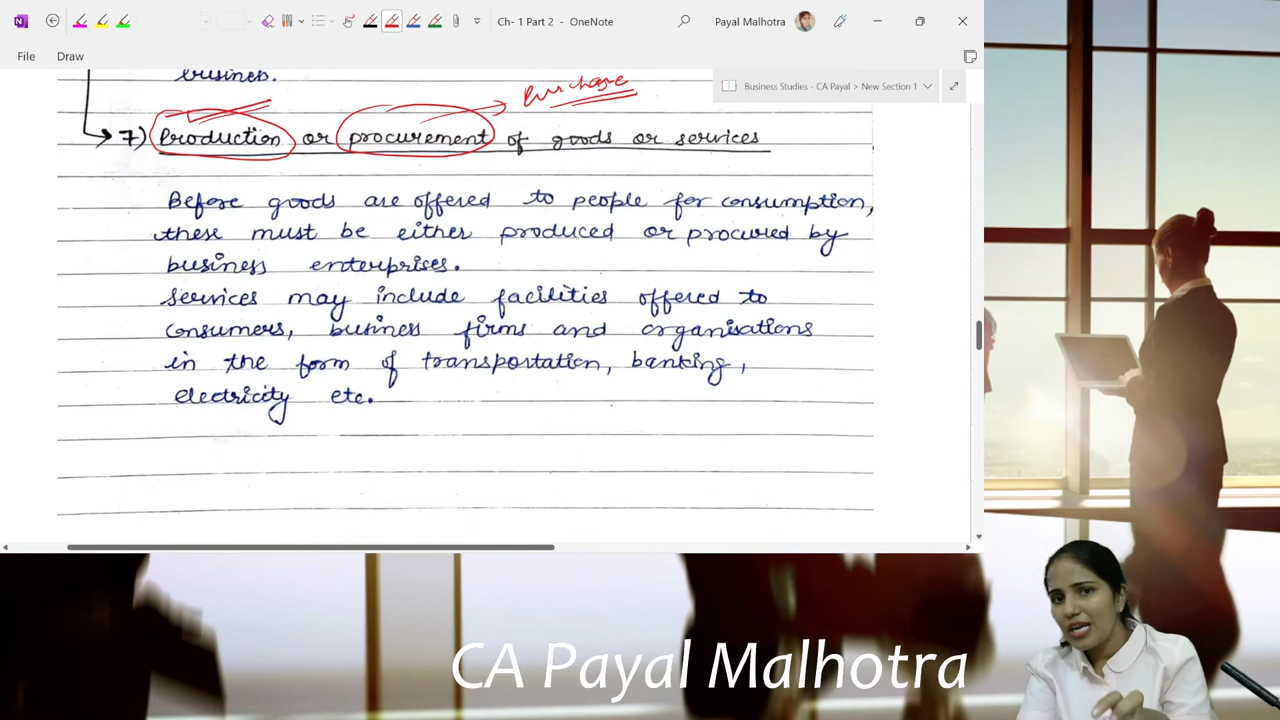 Ch- 1 Part 2 - OneNote
Payal Malhotra
File
Draw
Business Studies - CA Payal > New Section 1
business.
Purchase
7) Production or procurement of goods or services
Before goods are offered to people for consumption,
these must be either produced or procured by
business enterprises.
services may include facilities offered to
consumers, business firms and organisations
in the form of transportation, banking,
electricity etc.
CA Payal Malhotra